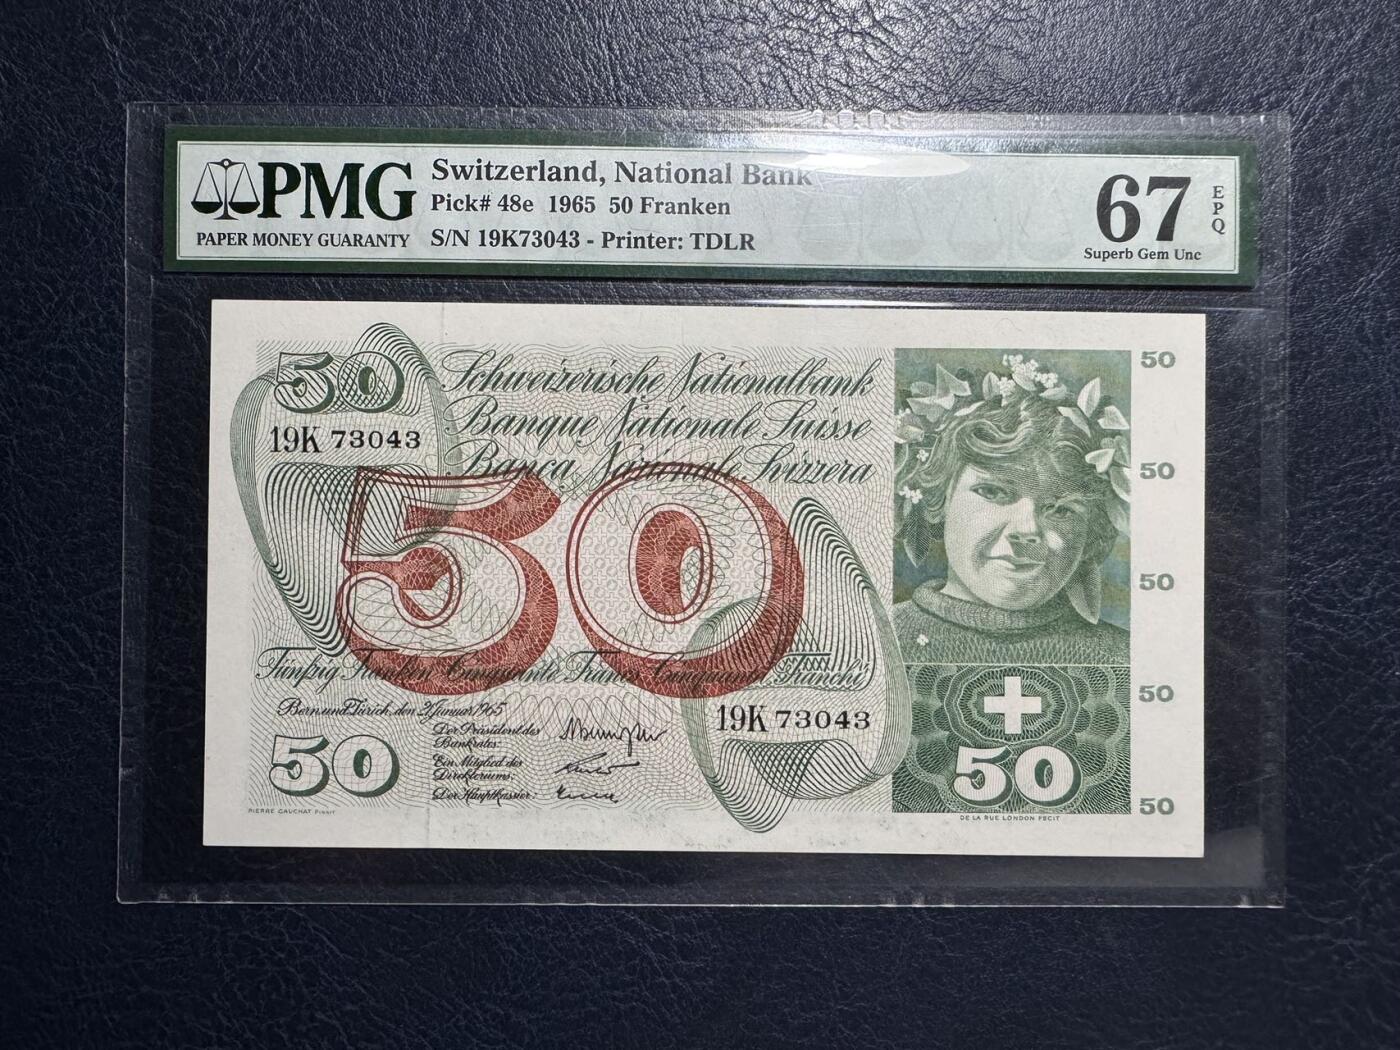 PMG
PAPER MONEY GUARANTY
Switzerland, National Bank
Pick# 48e 1965 50 Franken
S/N 19K73043 - Printer: TDLR
67
EPQ
Superb Gem Unc
50
19K 73043
Schweizerische Nationalbank
Banque Nationale Suisse
Banca Nazionale Svizzera
50
Fünfzig Franken Cinquante Francs Cinquanta Franchi
Bern und Zürich, den 21. Januar 1965
Der Präsident des
Bankrates:
Ein Mitglied des
Direktoriums:
Der Hauptkassier:
19K 73043
50
PIERRE GAUCHAT PINXIT
50
50
50
50
50
50
DE LA RUE LONDON FECIT